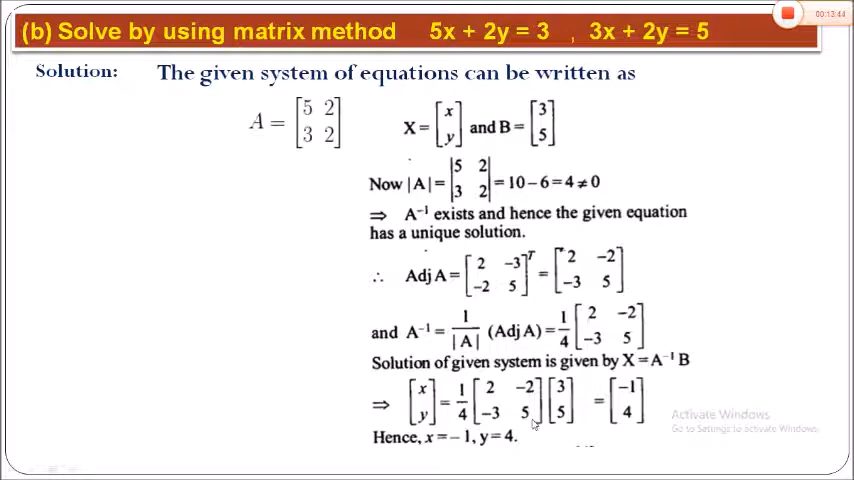 00:13:44
(b) Solve by using matrix method 5x + 2y = 3 , 3x + 2y = 5
Solution: The given system of equations can be written as
A = [5 2; 3 2] X = [x; y] and B = [3; 5]
Now |A| = |5 2; 3 2| = 10 – 6 = 4 ≠ 0
⇒ A⁻¹ exists and hence the given equation
has a unique solution.
∴ Adj A = [2 –3; –2 5]ᵀ = [2 –2; –3 5]
and A⁻¹ = 1/|A| (Adj A) = 1/4 [2 –2; –3 5]
Solution of given system is given by X = A⁻¹ B
⇒ [x; y] = 1/4 [2 –2; –3 5] [3; 5] = [–1; 4]
Hence, x = – 1, y = 4.
Activate Windows
Go to Settings to activate Windows.